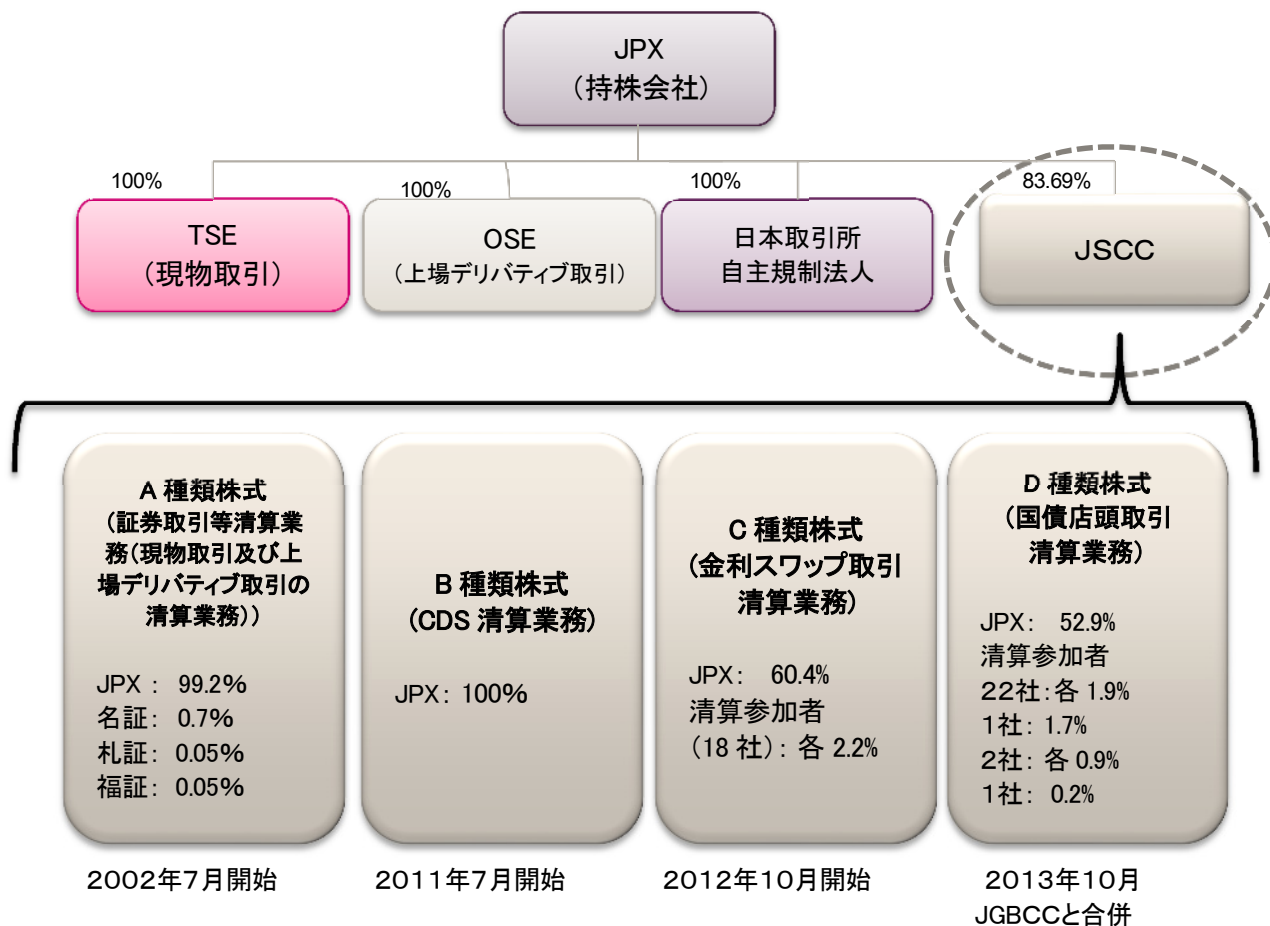 JPX
（持株会社）
100%
100%
100%
83.69%
TSE
（現物取引）
OSE
（上場デリバティブ取引）
日本取引所
自主規制法人
JSCC
A 種類株式
（証券取引等清算業
務（現物取引及び上
場デリバティブ取引の
清算業務））
JPX： 99.2%
名証： 0.7%
札証： 0.05%
福証： 0.05%
B 種類株式
（CDS 清算業務）
JPX： 100%
C 種類株式
（金利スワップ取引
清算業務）
JPX： 60.4%
清算参加者
（18 社）：各 2.2%
D 種類株式
（国債店頭取引
清算業務）
JPX： 52.9%
清算参加者
22社：各 1.9%
1社： 1.7%
2社： 各 0.9%
1社： 0.2%
2002年7月開始
2011年7月開始
2012年10月開始
2013年10月
JGBCCと合併